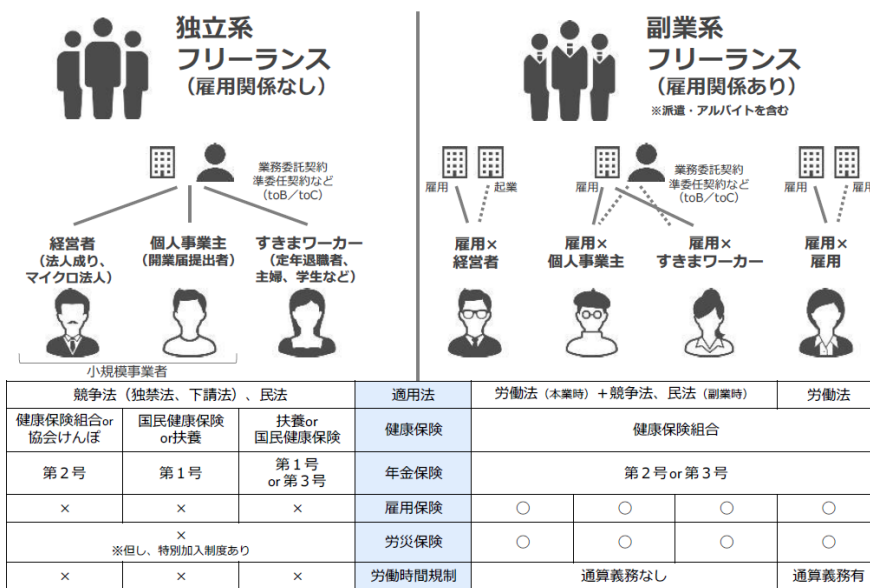 独立系
フリーランス
（雇用関係なし）
業務委託契約
準委任契約など
（toB／toC）
経営者
（法人成り、
マイクロ法人）
個人事業主
（開業届提出者）
すきまワーカー
（定年退職者、
主婦、学生など）
小規模事業者
副業系
フリーランス
（雇用関係あり）
※派遣・アルバイトを含む
雇用
起業
雇用
業務委託契約
準委任契約など
（toB／toC）
雇用
雇用
雇用×
経営者
雇用×
個人事業主
雇用×
すきまワーカー
雇用×
雇用
競争法（独禁法、下請法）、民法
適用法
労働法（本業時）＋競争法、民法（副業時）
労働法
健康保険組合or
協会けんぽ
国民健康保険
or扶養
扶養or
国民健康保険
健康保険
健康保険組合
第２号
第１号
第１号
or第３号
年金保険
第２号or第３号
×
×
×
雇用保険
○
○
○
○
×
※但し、特別加入制度あり
労災保険
○
○
○
○
×
×
×
労働時間規制
通算義務なし
通算義務有